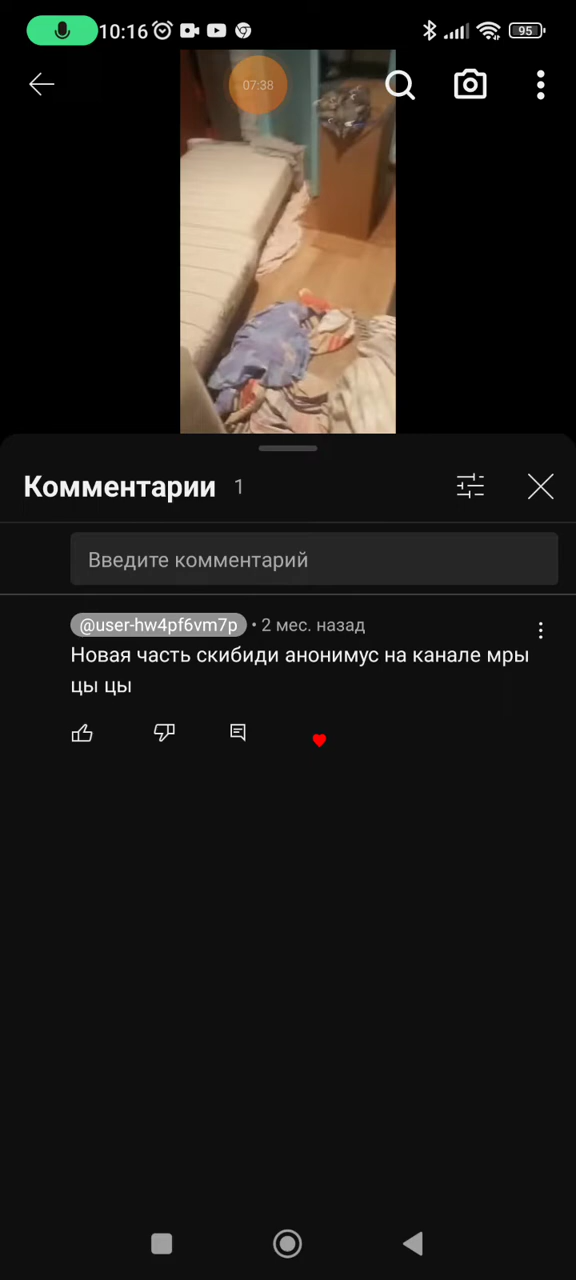 10:16
95
07:38
Комментарии 1
Введите комментарий
@user-hw4pf6vm7p • 2 мес. назад
Новая часть скибиди анонимус на канале мры
цы цы